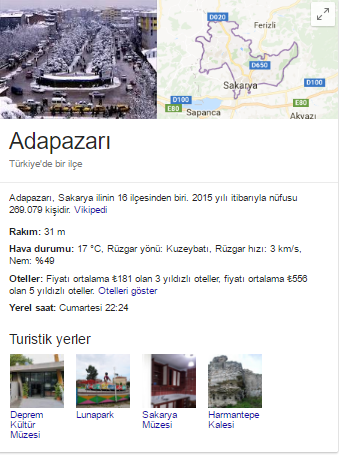 D020
Ferizli
D650
Sakarya
D100
D100
E80
Sapanca
Akyazı
Adapazarı
Türkiye'de bir ilçe
Adapazarı, Sakarya ilinin 16 ilçesinden biri. 2015 yılı itibarıyla nüfusu
269.079 kişidir. Vikipedi
Rakım: 31 m
Hava durumu: 17 °C, Rüzgar yönü: Kuzeybatı, Rüzgar hızı: 3 km/s,
Nem: %49
Oteller: Fiyatı ortalama ₺181 olan 3 yıldızlı oteller, fiyatı ortalama ₺556
olan 5 yıldızlı oteller. Otelleri göster
Yerel saat: Cumartesi 22:24
Turistik yerler
Deprem
Kültür
Müzesi
Lunapark
Sakarya
Müzesi
Harmantepe
Kalesi